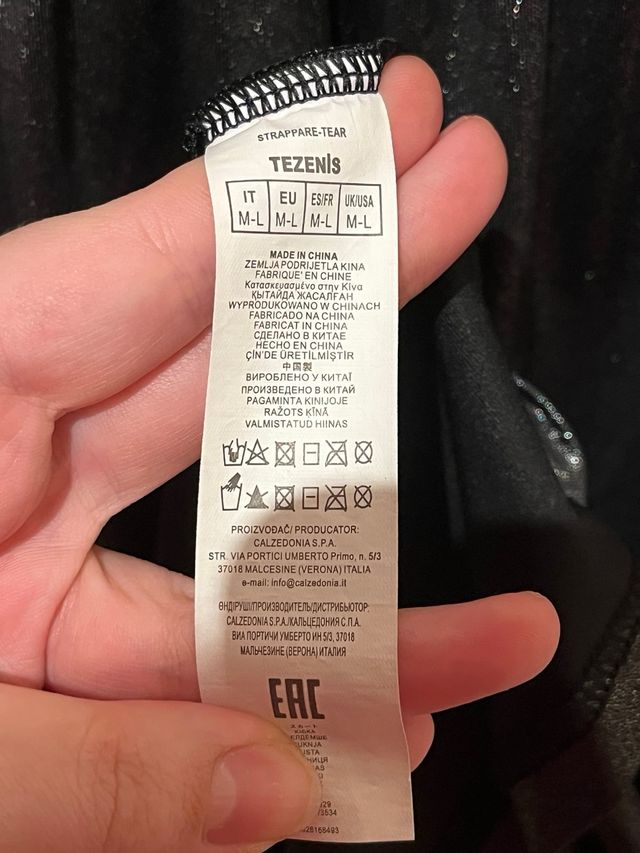 STRAPPARE-TEAR
TEZENIS
IT EU ES/FR UK/USA
M-L M-L M-L M-L
MADE IN CHINA
ZEMLJA PODRIJETLA KINA
FABRIQUE' EN CHINE
Κατασκευασμένο στην Κίνα
ҚЫТАЙДА ЖАСАЛҒАН
WYPRODUKOWANO W CHINACH
FABRICADO NA CHINA
FABRICAT IN CHINA
СДЕЛАНО В КИТАЕ
HECHO EN CHINA
ÇİN'DE ÜRETİLMİŞTİR
中国製
ВИРОБЛЕНО У КИТАЇ
ПРОИЗВЕДЕНО В КИТАЙ
PAGAMINTA KINIJOJE
RAŽOTS ĶĪNĀ
VALMISTATUD HIINAS
PROIZVOĐAČ/ PRODUCATOR:
CALZEDONIA S.P.A.
STR. VIA PORTICI UMBERTO Primo, n. 5/3
37018 MALCESINE (VERONA) ITALIA
e-mail: info@calzedonia.it
ӨНДІРУШІ/ПРОИЗВОДИТЕЛЬ/ДИСТРИБЬЮТОР:
CALZEDONIA S.P.A./КАЛЬЦЕДОНИЯ С.П.А.
ВИА ПОРТИЧИ УМБЕРТО ИН 5/3, 37018
МАЛЬЧЕЗИНЕ (ВЕРОНА) ИТАЛИЯ
EAC
スカート